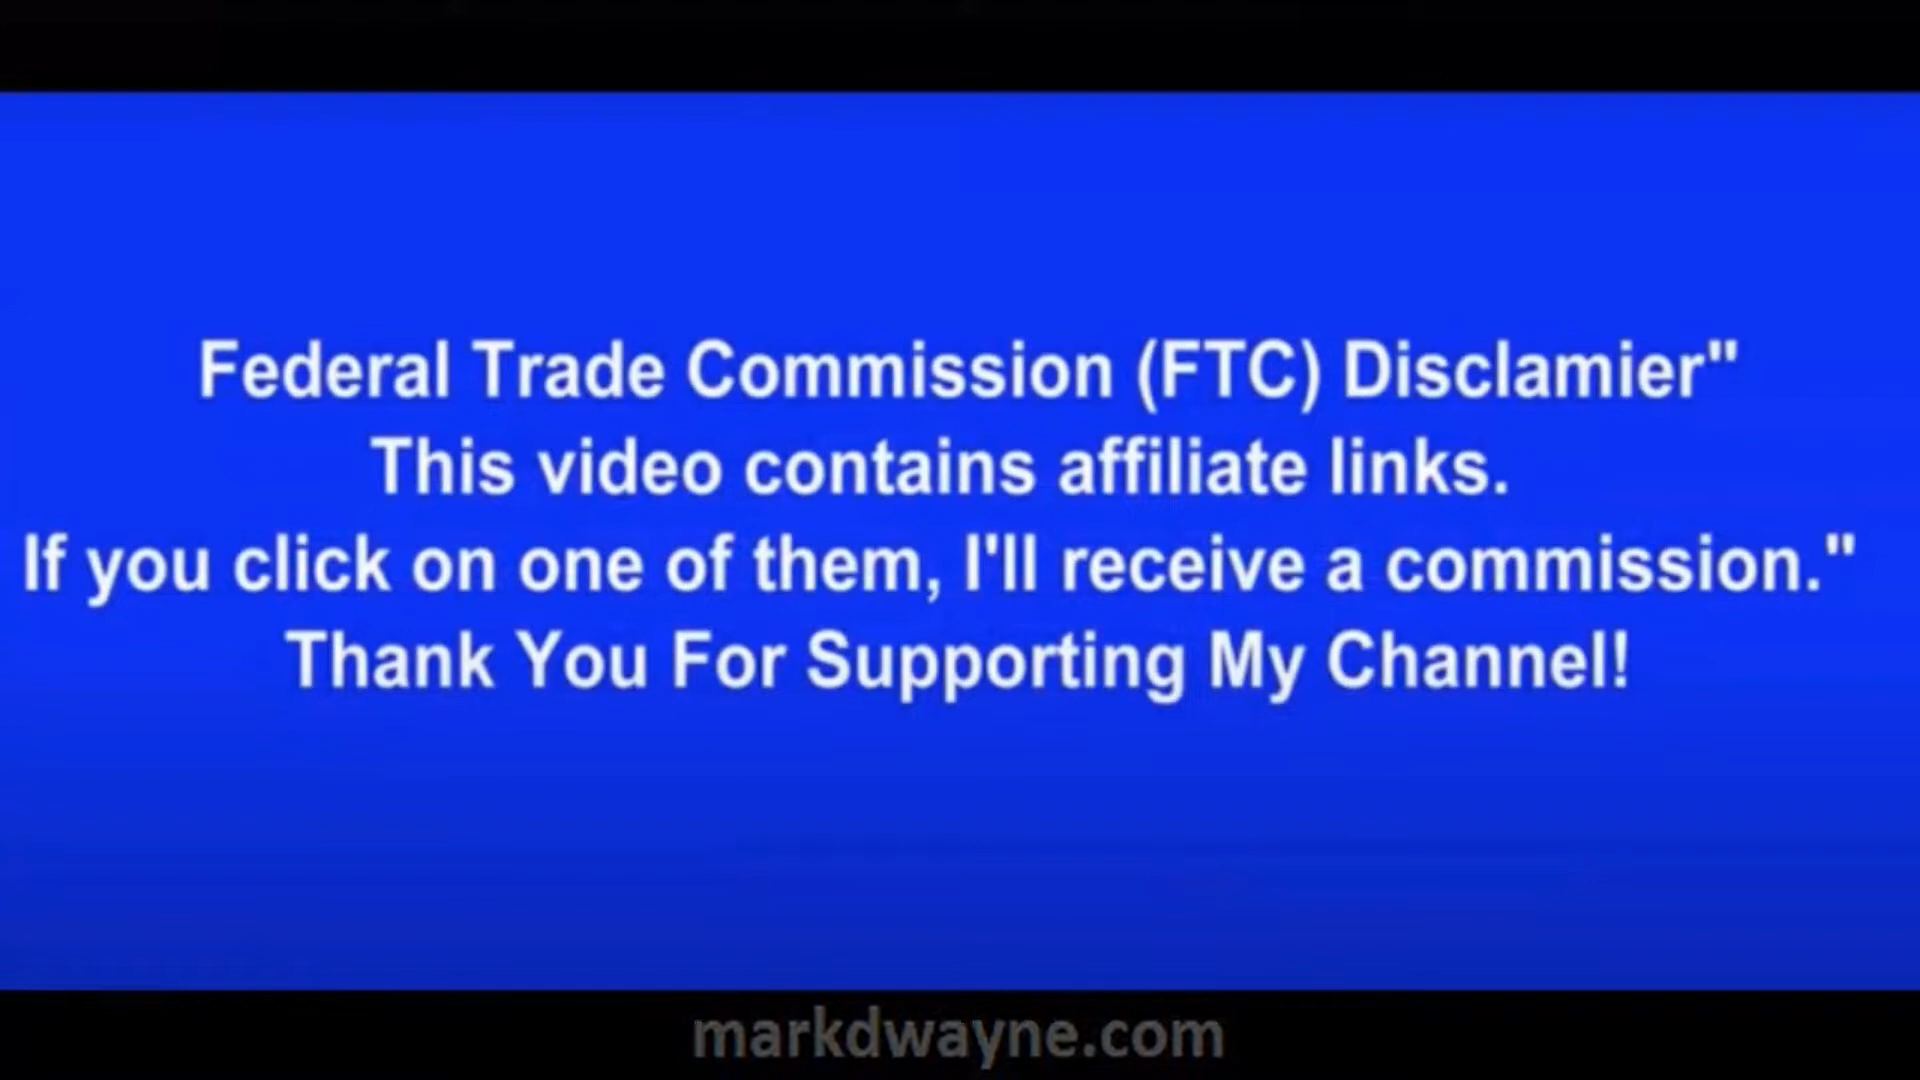 Federal Trade Commission (FTC) Disclamier"
This video contains affiliate links.
If you click on one of them, I'll receive a commission."
Thank You For Supporting My Channel!
markdwayne.com